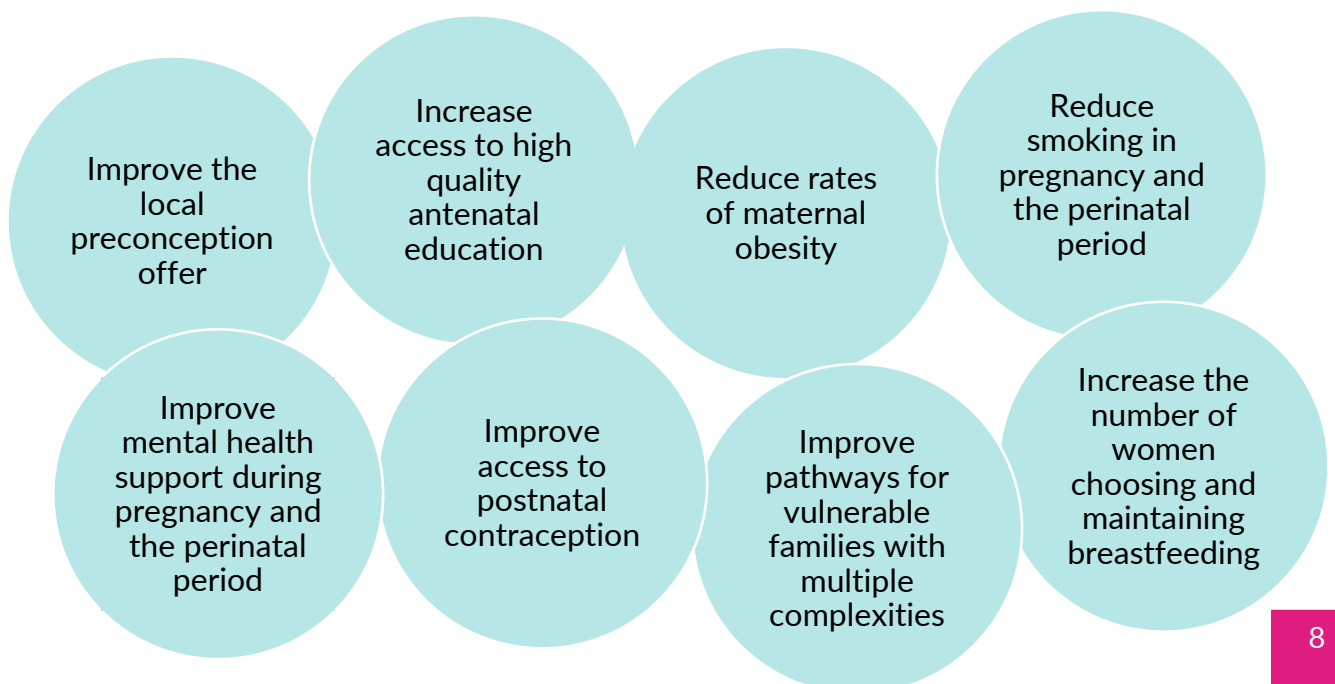 Improve the
local
preconception
offer
Increase
access to high
quality
antenatal
education
Reduce rates
of maternal
obesity
Reduce
smoking in
pregnancy and
the perinatal
period
Improve
mental health
support during
pregnancy and
the perinatal
period
Improve
access to
postnatal
contraception
Improve
pathways for
vulnerable
families with
multiple
complexities
Increase the
number of
women
choosing and
maintaining
breastfeeding
8